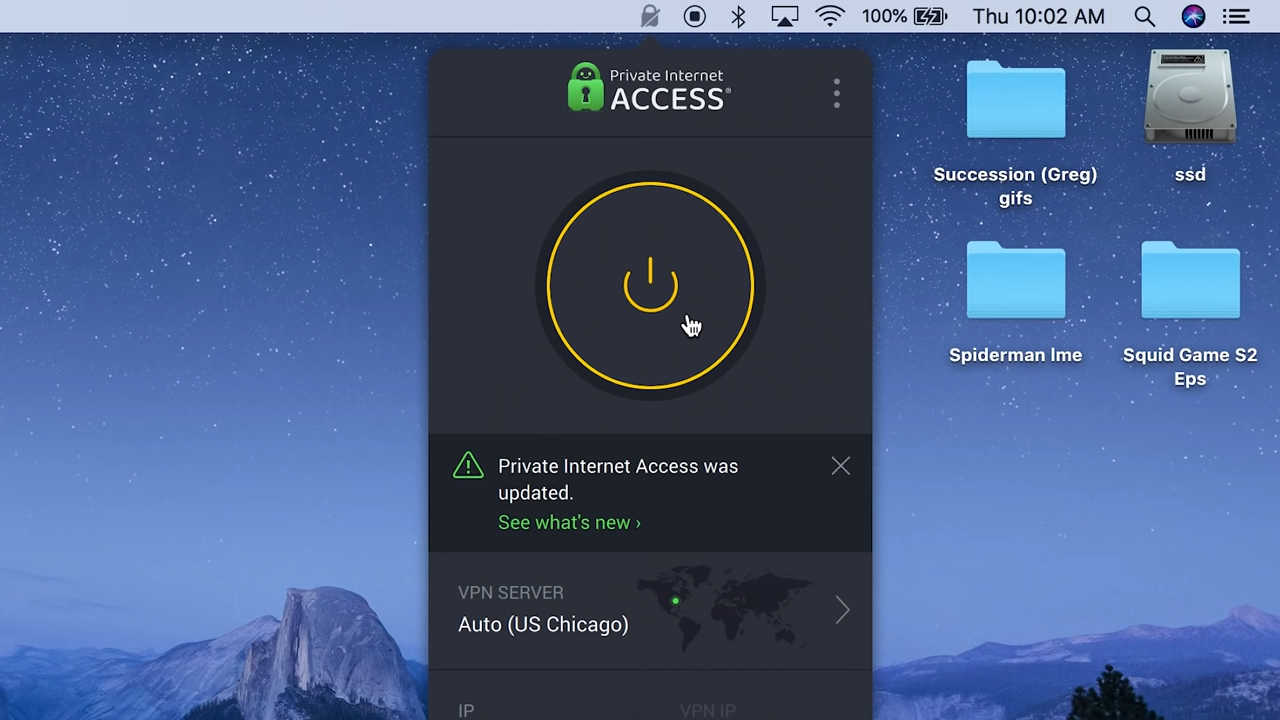 100%
Thu 10:02 AM
Private Internet
ACCESS®
Succession (Greg)
gifs
ssd
Spiderman Ime
Squid Game S2
Eps
Private Internet Access was
updated.
See what's new ›
VPN SERVER
Auto (US Chicago)
IP
VPN IP